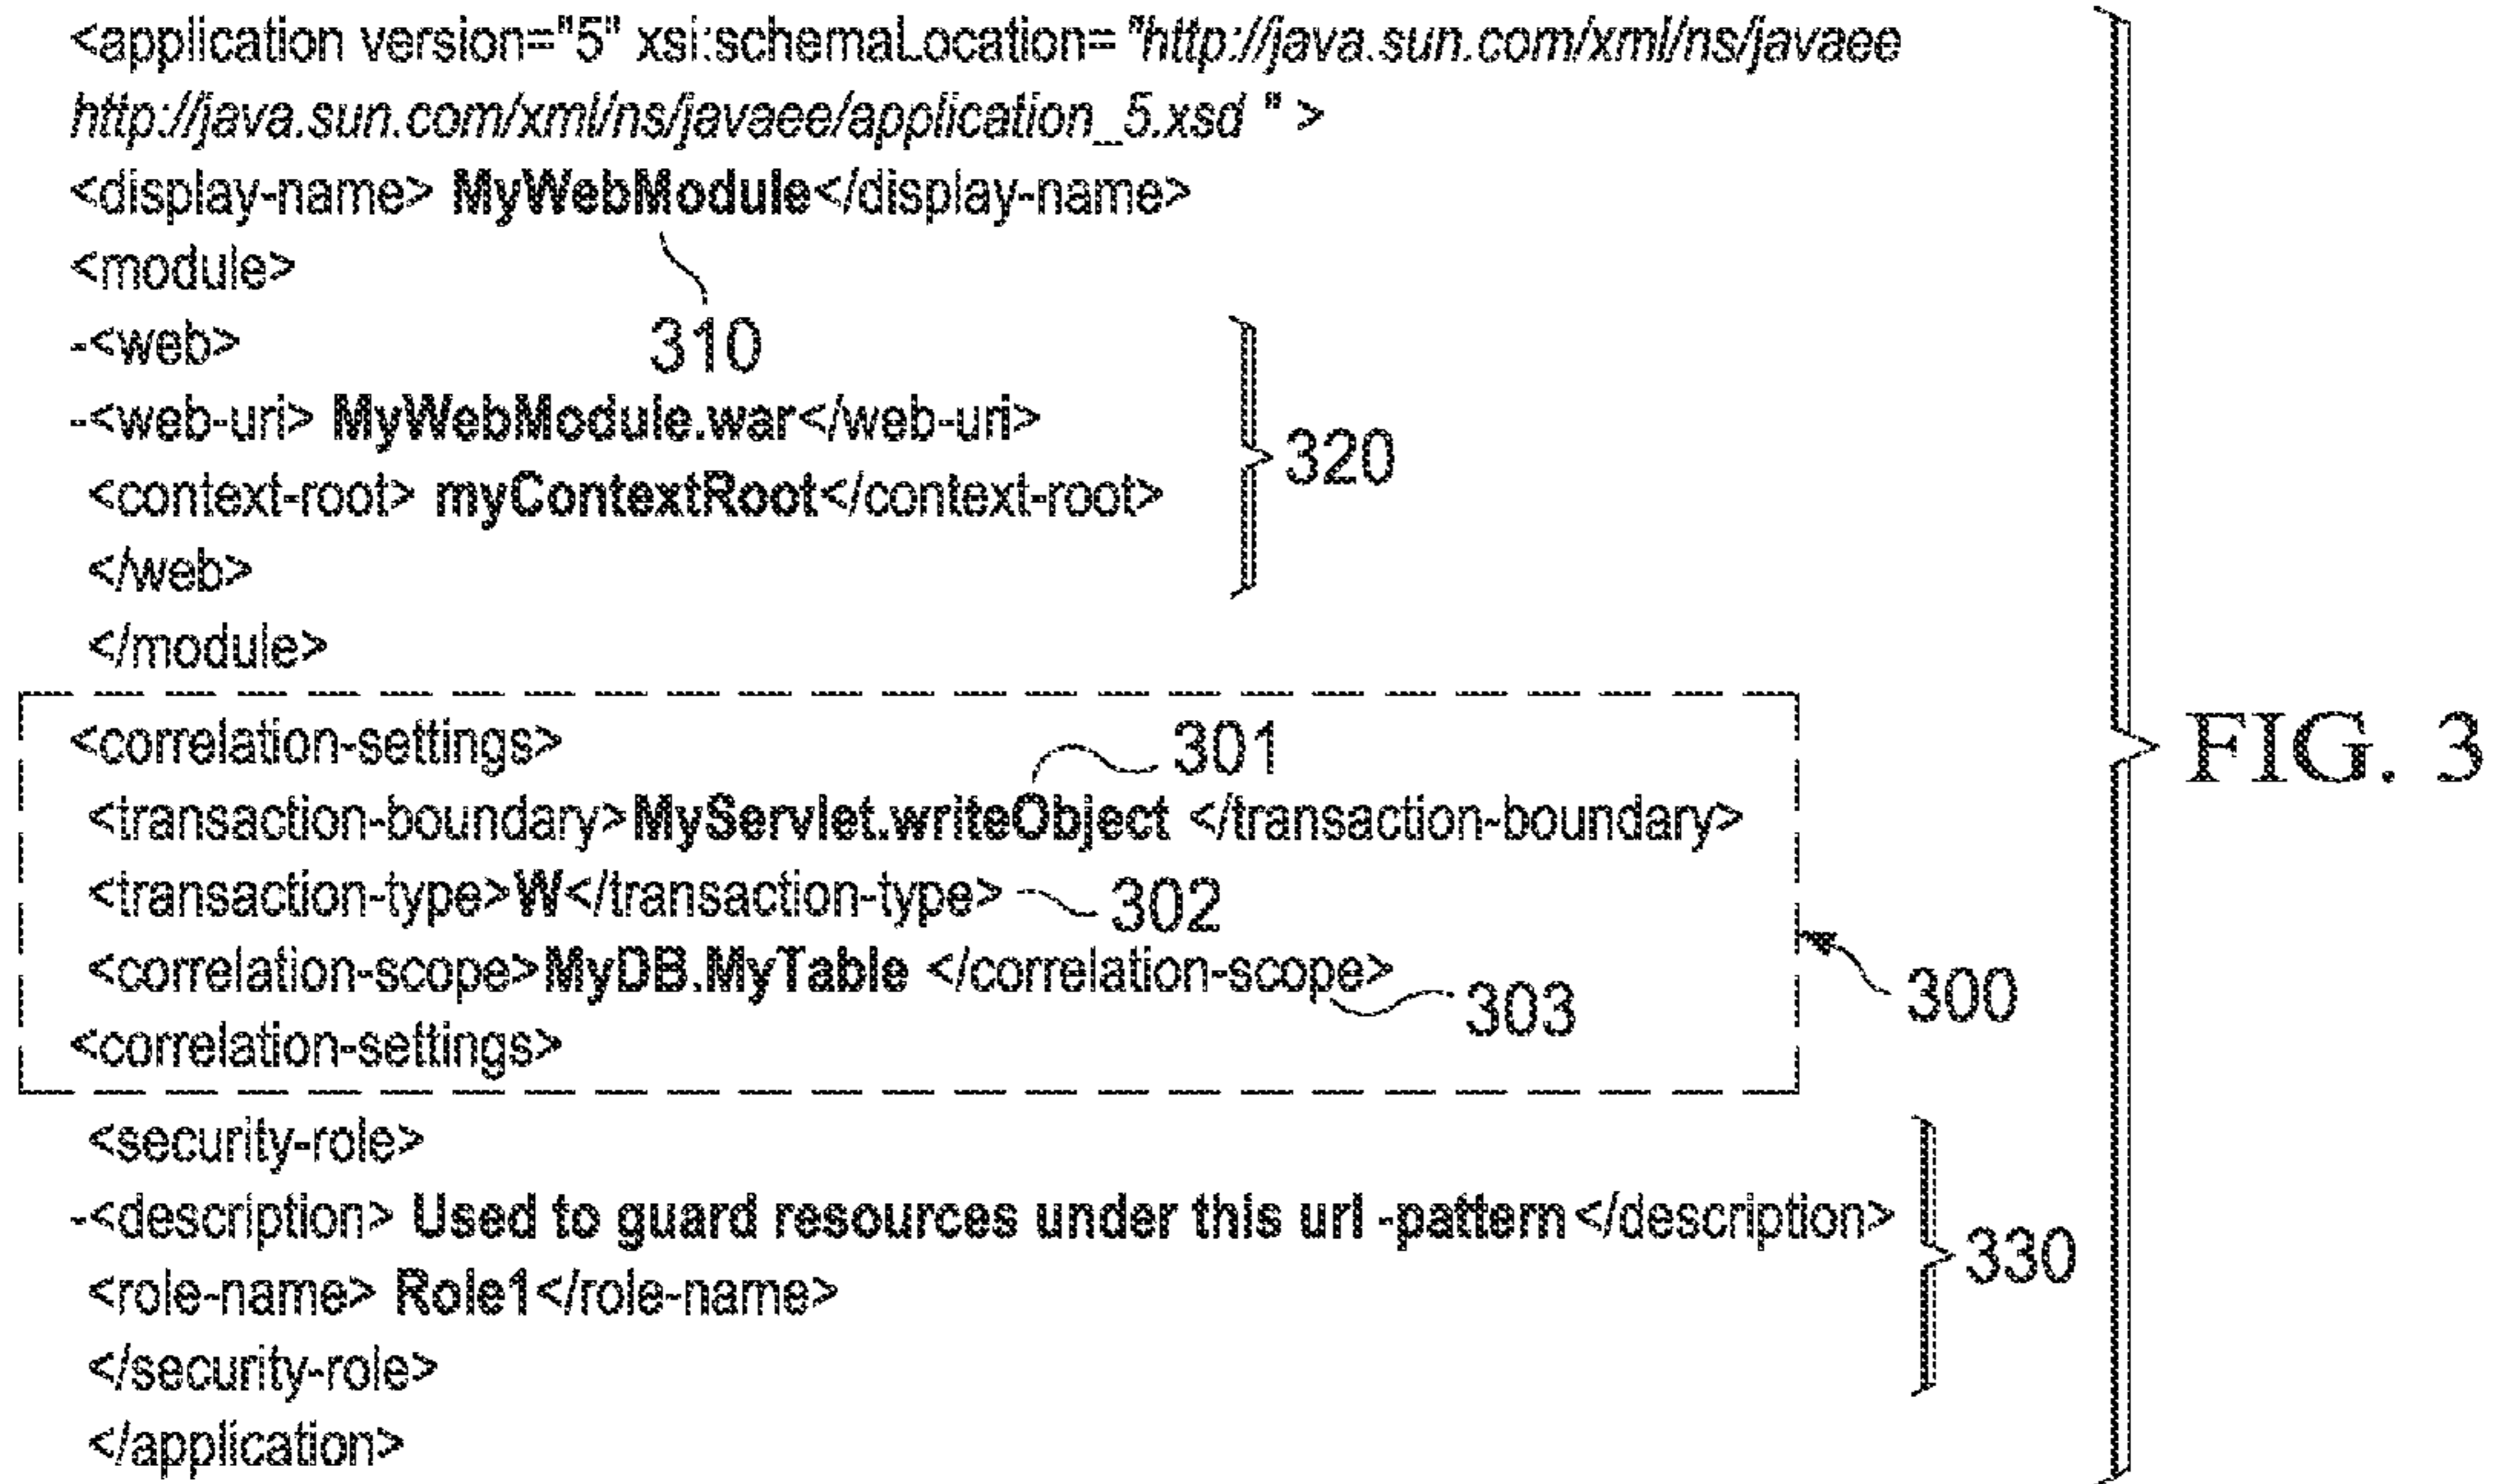 <application version="5" xsi:schemaLocation= "http://java.sun.com/xml/ns/javaee
http://java.sun.com/xml/ns/javaee/application_5.xsd " >
<display-name> MyWebModule</display-name>
<module>
310
-<web>
-<web-uri> MyWebModule.war</web-uri>
320
<context-root> myContextRoot</context-root>
</web>
</module>
<correlation-settings>
301
FIG. 3
<transaction-boundary>MyServlet.writeObject </transaction-boundary>
<transaction-type>W</transaction-type>
302
<correlation-scope>MyDB.MyTable </correlation-scope>
303
300
<correlation-settings>
<security-role>
-<description> Used to guard resources under this url -pattern</description>
330
<role-name> Role1</role-name>
</security-role>
</application>